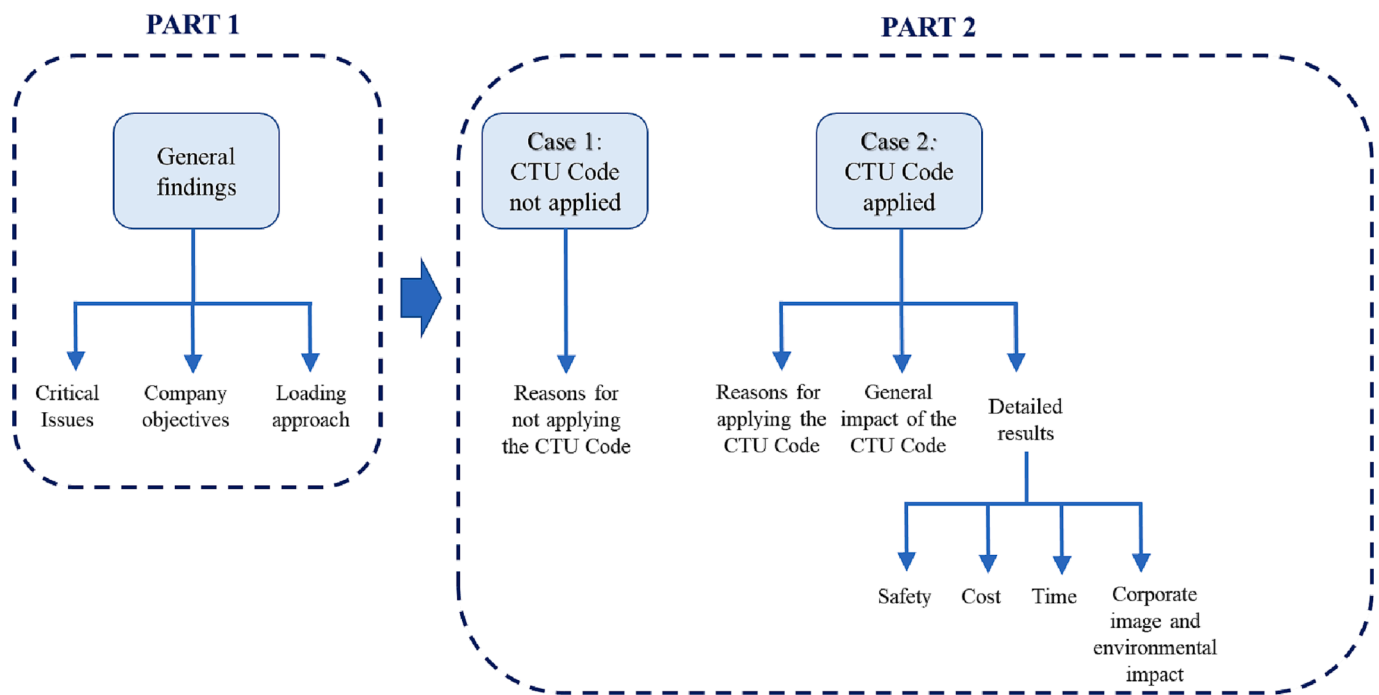 PART 1
General
findings
Critical
Issues
Company
objectives
Loading
approach
PART 2
Case 1:
CTU Code
not applied
Reasons for
not applying
the CTU Code
Case 2:
CTU Code
applied
Reasons for
applying the
CTU Code
General
impact of the
CTU Code
Detailed
results
Safety
Cost
Time
Corporate
image and
environmental
impact